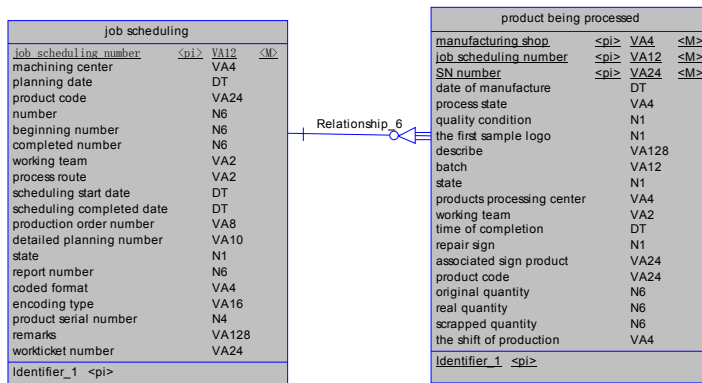 job scheduling
job scheduling number <pi> VA12 <M>
machining center VA4
planning date DT
product code VA24
number N6
beginning number N6
completed number N6
working team VA2
process route VA2
scheduling start date DT
scheduling completed date DT
production order number VA8
detailed planning number VA10
state N1
report number N6
coded format VA4
encoding type VA16
product serial number N4
remarks VA128
workticket number VA24
Identifier_1 <pi>
Relationship_6
product being processed
manufacturing shop <pi> VA4 <M>
job scheduling number <pi> VA12 <M>
SN number <pi> VA24 <M>
date of manufacture DT
process state VA4
quality condition N1
the first sample logo N1
describe VA128
batch VA12
state N1
products processing center VA4
working team VA2
time of completion DT
repair sign N1
associated sign product VA24
product code VA24
original quantity N6
real quantity N6
scrapped quantity N6
the shift of production VA4
Identifier_1 <pi>